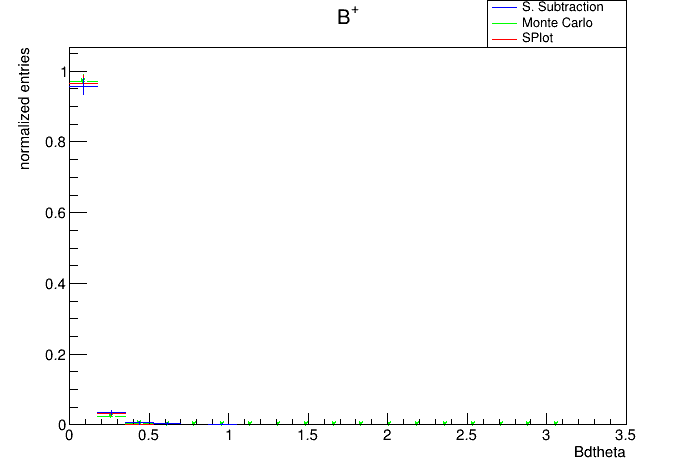 B+
S. Subtraction
Monte Carlo
SPlot
normalized entries
1
0.8
0.6
0.4
0.2
0
0 0.5 1 1.5 2 2.5 3 3.5
Bdtheta